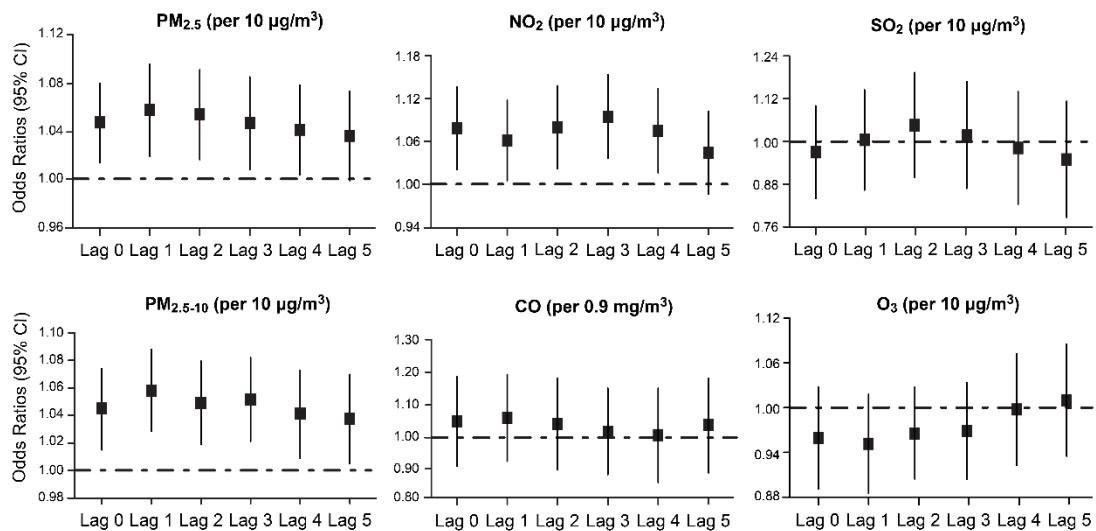 PM2.5 (per 10 µg/m3)
Odds Ratios (95% CI)
1.12
1.08
1.04
1.00
0.96
Lag 0 Lag 1 Lag 2 Lag 3 Lag 4 Lag 5
NO2 (per 10 µg/m3)
1.18
1.12
1.06
1.00
0.94
Lag 0 Lag 1 Lag 2 Lag 3 Lag 4 Lag 5
SO2 (per 10 µg/m3)
1.24
1.12
1.00
0.88
0.76
Lag 0 Lag 1 Lag 2 Lag 3 Lag 4 Lag 5
PM2.5-10 (per 10 µg/m3)
Odds Ratios (95% CI)
1.10
1.08
1.06
1.04
1.02
1.00
0.98
Lag 0 Lag 1 Lag 2 Lag 3 Lag 4 Lag 5
CO (per 0.9 mg/m3)
1.30
1.20
1.10
1.00
0.90
0.80
Lag 0 Lag 1 Lag 2 Lag 3 Lag 4 Lag 5
O3 (per 10 µg/m3)
1.12
1.06
1.00
0.94
0.88
Lag 0 Lag 1 Lag 2 Lag 3 Lag 4 Lag 5